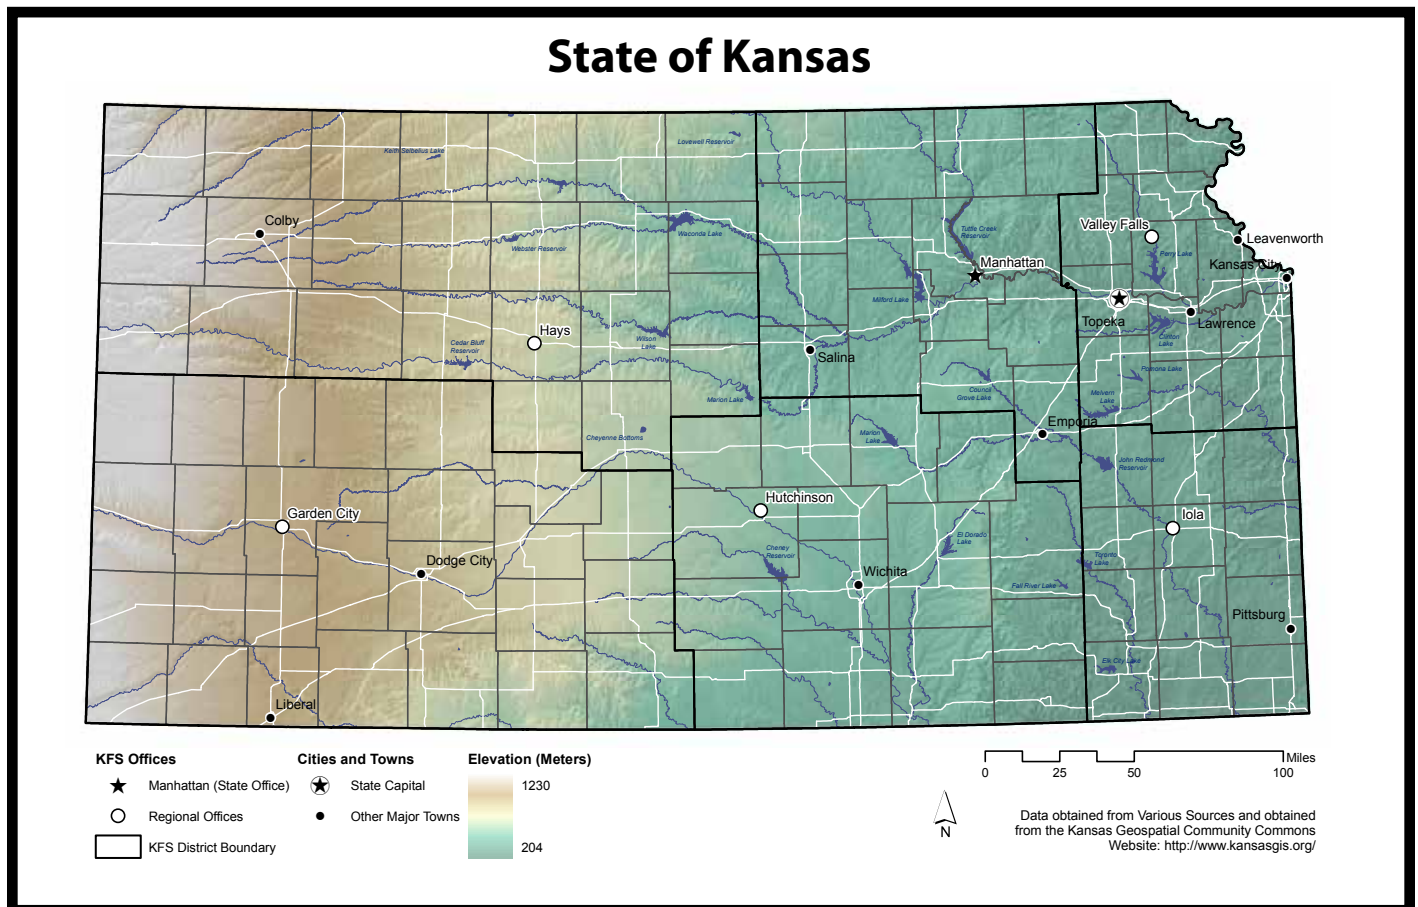 State of Kansas
Keith Seibelius Lake
Lovewell Reservoir
Colby
Webster Reservoir
Waconda Lake
Tuttle Creek
Reservoir
Valley Falls
Leavenworth
Perry Lake
Kansas City
Manhattan
Milford Lake
Topeka
Lawrence
Clinton
Lake
Hays
Cedar Bluff
Reservoir
Wilson
Lake
Salina
Pomona Lake
Melvern
Lake
Council
Grove Lake
Marion Lake
Emporia
Cheyenne Bottoms
Marion
Lake
John Redmond
Reservoir
Hutchinson
Garden City
Iola
El Dorado
Lake
Cheney
Reservoir
Dodge City
Wichita
Toronto
Lake
Fall River Lake
Pittsburg
Elk City Lake
Liberal
KFS Offices
Manhattan (State Office)
Regional Offices
KFS District Boundary
Cities and Towns
State Capital
Other Major Towns
Elevation (Meters)
1230
204
Miles
0 25 50 100
N
Data obtained from Various Sources and obtained
from the Kansas Geospatial Community Commons
Website: http://www.kansasgis.org/